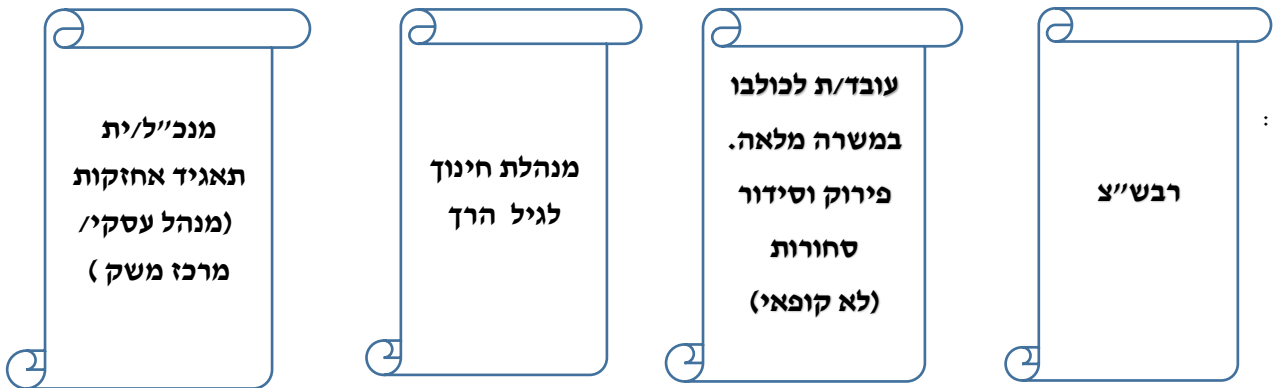 :
רבש״צ
עובד/ת לכולבו
במשרה מלאה.
פירוק וסידור
סחורות
(לא קופאי)
מנהלת חינוך
לגיל הרך
מנכ״ל/ית
תאגיד אחזקות
(מנהל עסקי/
מרכז משק )